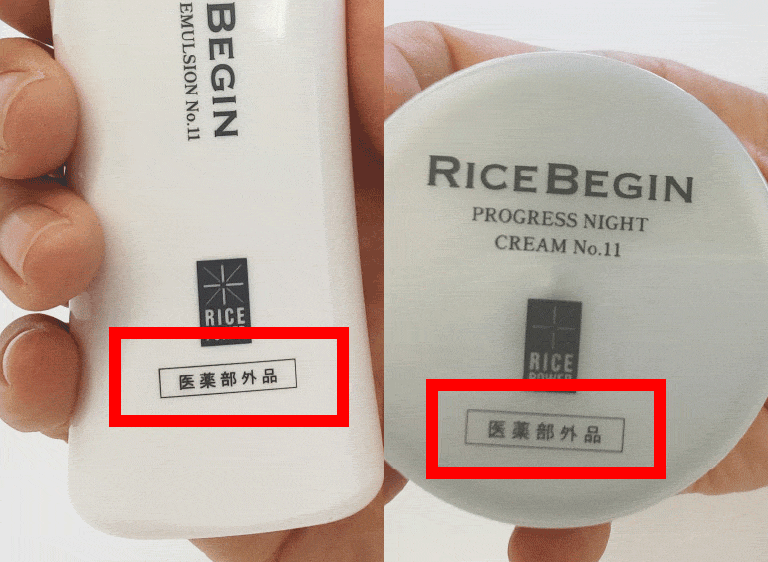 BEGIN
EMULSION No.11
RICE
医薬部外品
RICEBEGIN
PROGRESS NIGHT
CREAM No.11
RICE
POWER
医薬部外品